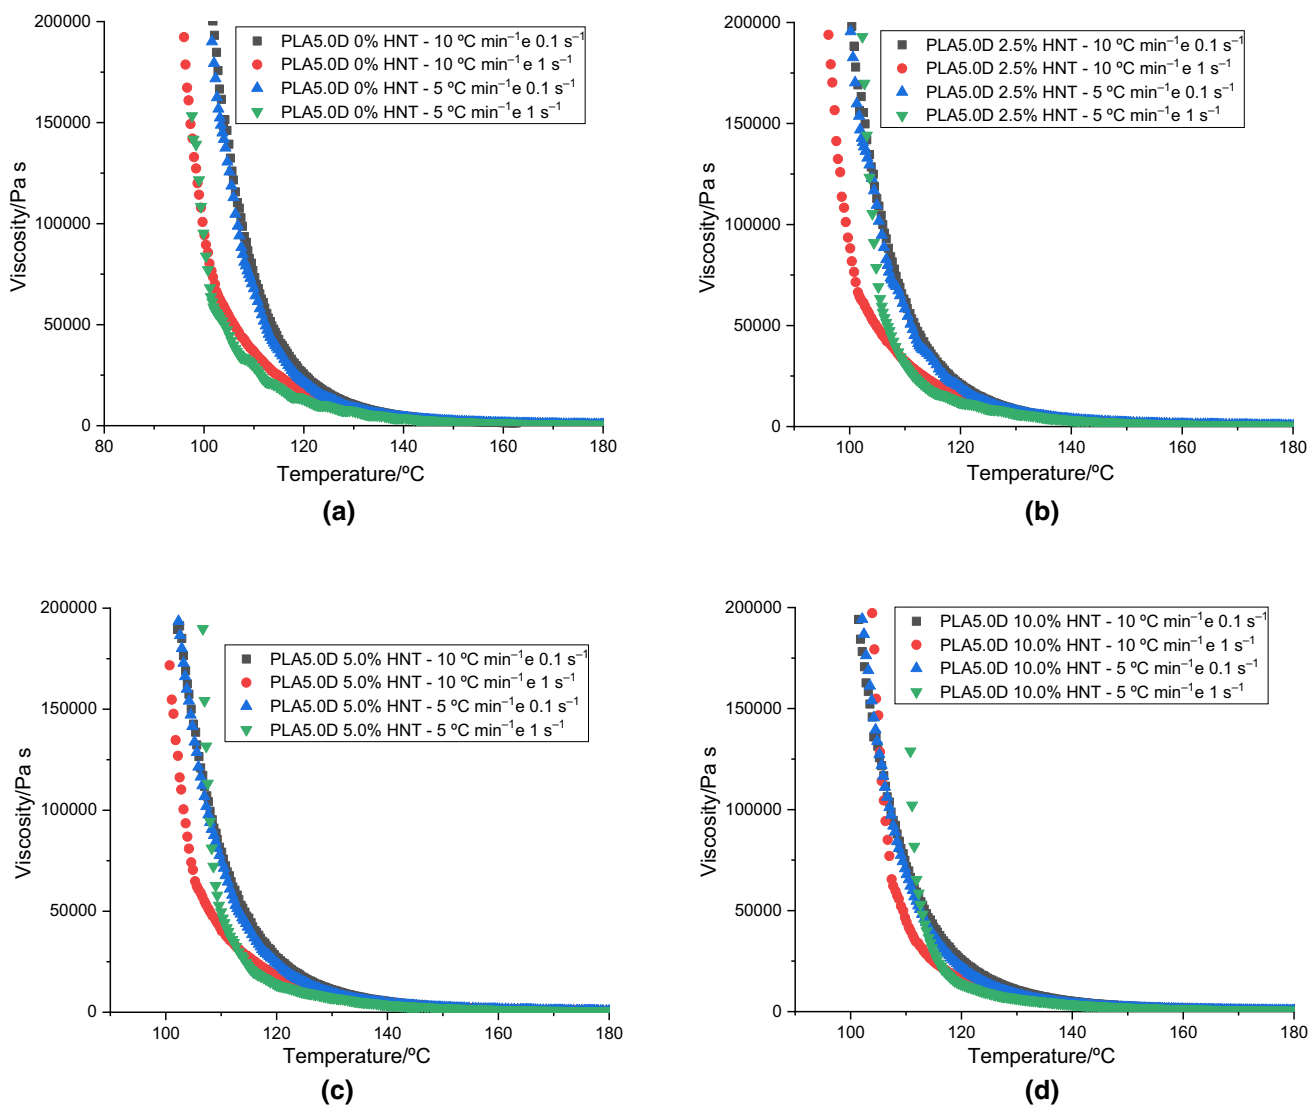 200000
150000
100000
50000
0
Viscosity/Pa s
PLA5.0D 0% HNT - 10 ºC min⁻¹e 0.1 s⁻¹
PLA5.0D 0% HNT - 10 ºC min⁻¹e 1 s⁻¹
PLA5.0D 0% HNT - 5 ºC min⁻¹e 0.1 s⁻¹
PLA5.0D 0% HNT - 5 ºC min⁻¹e 1 s⁻¹
80 100 120 140 160 180
Temperature/ºC
(a)
200000
150000
100000
50000
0
Viscosity/Pa s
PLA5.0D 2.5% HNT - 10 ºC min⁻¹e 0.1 s⁻¹
PLA5.0D 2.5% HNT - 10 ºC min⁻¹e 1 s⁻¹
PLA5.0D 2.5% HNT - 5 ºC min⁻¹e 0.1 s⁻¹
PLA5.0D 2.5% HNT - 5 ºC min⁻¹e 1 s⁻¹
100 120 140 160 180
Temperature/ºC
(b)
200000
150000
100000
50000
0
Viscosity/Pa s
PLA5.0D 5.0% HNT - 10 ºC min⁻¹e 0.1 s⁻¹
PLA5.0D 5.0% HNT - 10 ºC min⁻¹e 1 s⁻¹
PLA5.0D 5.0% HNT - 5 ºC min⁻¹e 0.1 s⁻¹
PLA5.0D 5.0% HNT - 5 ºC min⁻¹e 1 s⁻¹
100 120 140 160 180
Temperature/ºC
(c)
200000
150000
100000
50000
0
Viscosity/Pa s
PLA5.0D 10.0% HNT - 10 ºC min⁻¹e 0.1 s⁻¹
PLA5.0D 10.0% HNT - 10 ºC min⁻¹e 1 s⁻¹
PLA5.0D 10.0% HNT - 5 ºC min⁻¹e 0.1 s⁻¹
PLA5.0D 10.0% HNT - 5 ºC min⁻¹e 1 s⁻¹
100 120 140 160 180
Temperature/ºC
(d)